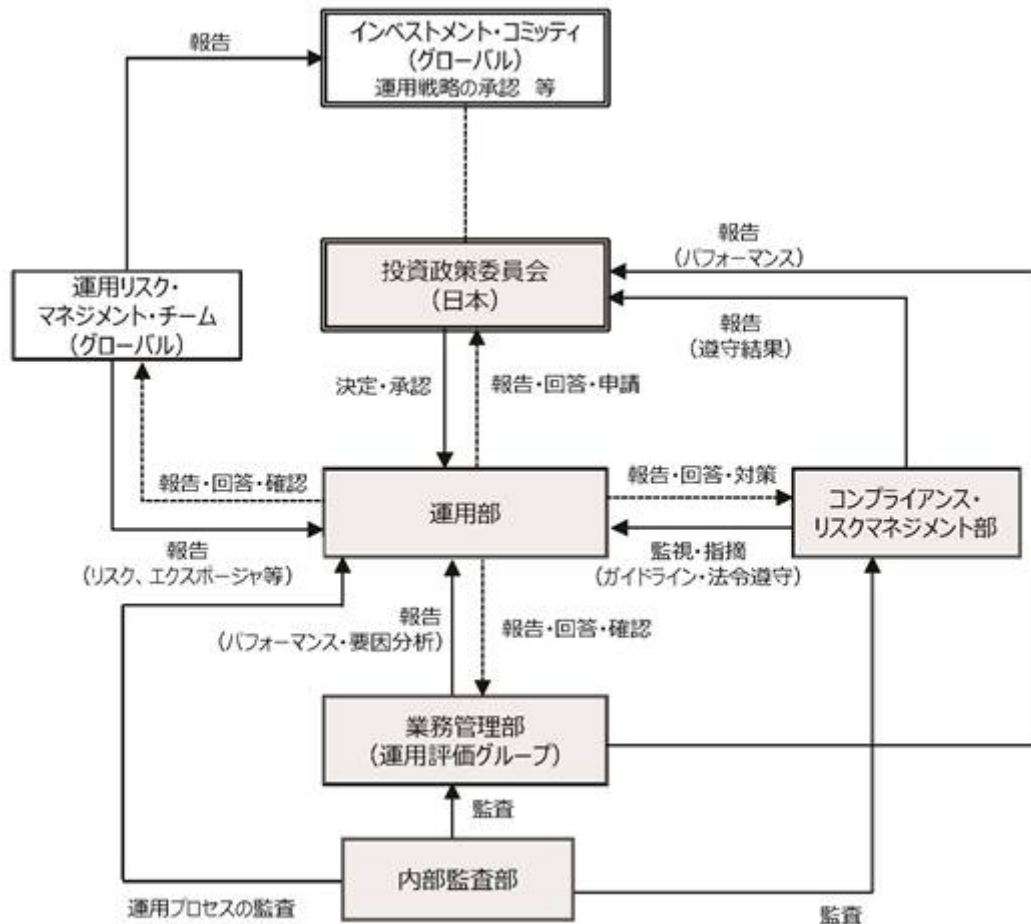 報告
インベストメント・コミッティ
(グローバル)
運用戦略の承認 等
報告
(パフォーマンス)
運用リスク・
マネジメント・チーム
(グローバル)
投資政策委員会
(日本)
報告
(遵守結果)
決定・承認
報告・回答・申請
報告・回答・確認
運用部
報告・回答・対策
コンプライアンス・
リスクマネジメント部
報告
(リスク、エクスポージャ等)
監視・指摘
(ガイドライン・法令遵守)
報告
(パフォーマンス・要因分析)
報告・回答・確認
業務管理部
(運用評価グループ)
監査
内部監査部
運用プロセスの監査
監査